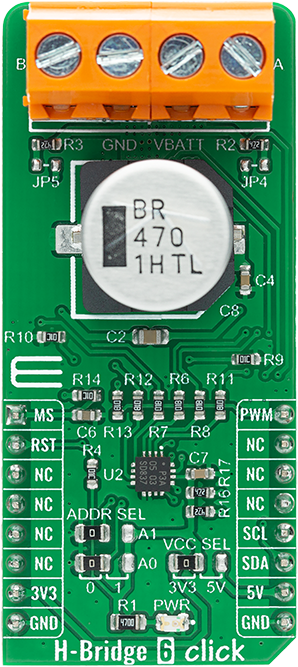 B A
R3 GND VBATT R2
JP5 JP4
BR
470
1H TL
C4
C8
R10 C2
R9
R14 R12 R6 R11
MS C6 R13 R7 R8 PWM
RST R4 NC
NC U2 C7 R17 NC
NC R16 NC
NC ADDR SEL A1 SCL
NC A0 VCC SEL SDA
3V3 0 1 3V3 5V 5V
GND R1 4700 PWR GND
H-Bridge 6 click